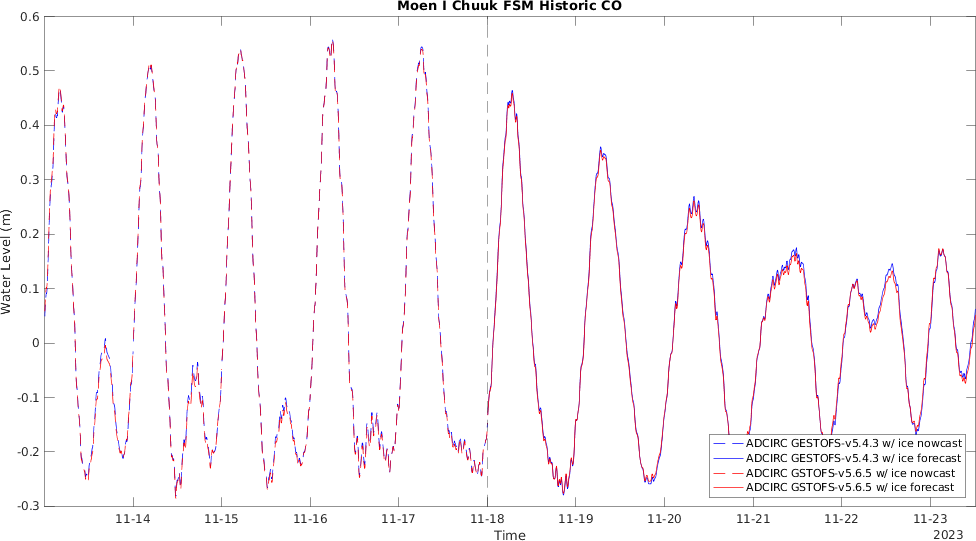 Moen I Chuuk FSM Historic CO
0.6
0.5
0.4
0.3
0.2
0.1
0
-0.1
-0.2
-0.3
Water Level (m)
ADCIRC GESTOFS-v5.4.3 w/ ice nowcast
ADCIRC GESTOFS-v5.4.3 w/ ice forecast
ADCIRC GSTOFS-v5.6.5 w/ ice nowcast
ADCIRC GSTOFS-v5.6.5 w/ ice forecast
11-14 11-15 11-16 11-17 11-18 11-19 11-20 11-21 11-22 11-23
Time
2023